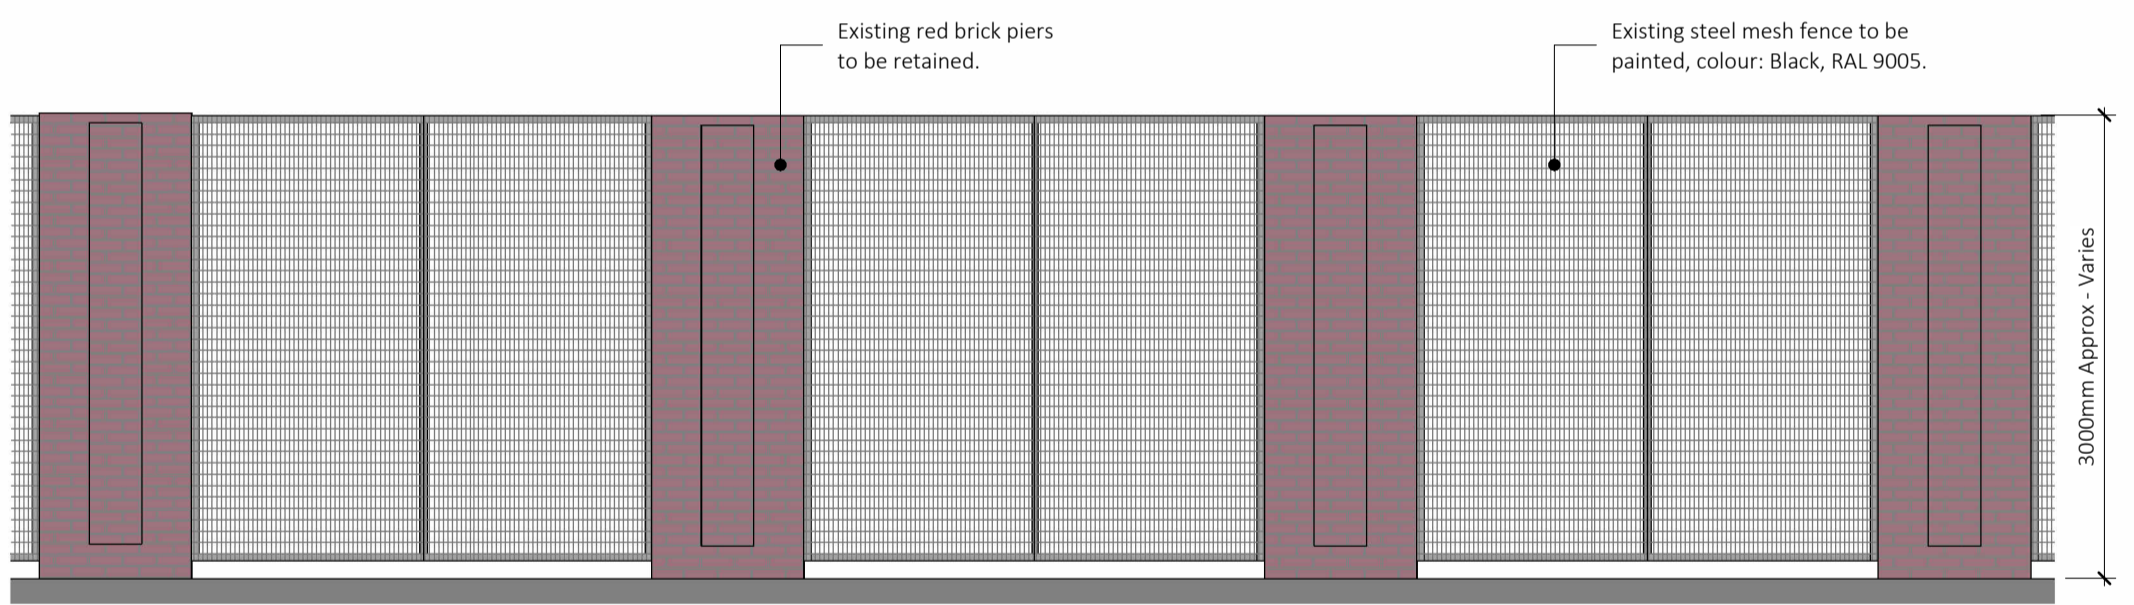 Existing red brick piers
to be retained.
Existing steel mesh fence to be
painted, colour: Black, RAL 9005.
3000mm Approx - Varies